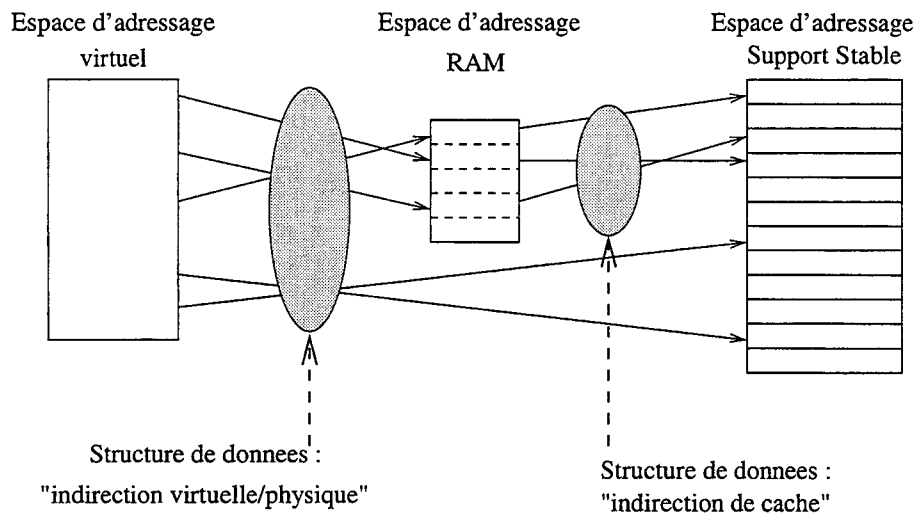 Espace d'adressage
virtuel
Espace d'adressage
RAM
Espace d'adressage
Support Stable
Structure de donnees :
"indirection virtuelle/physique"
Structure de donnees :
"indirection de cache"